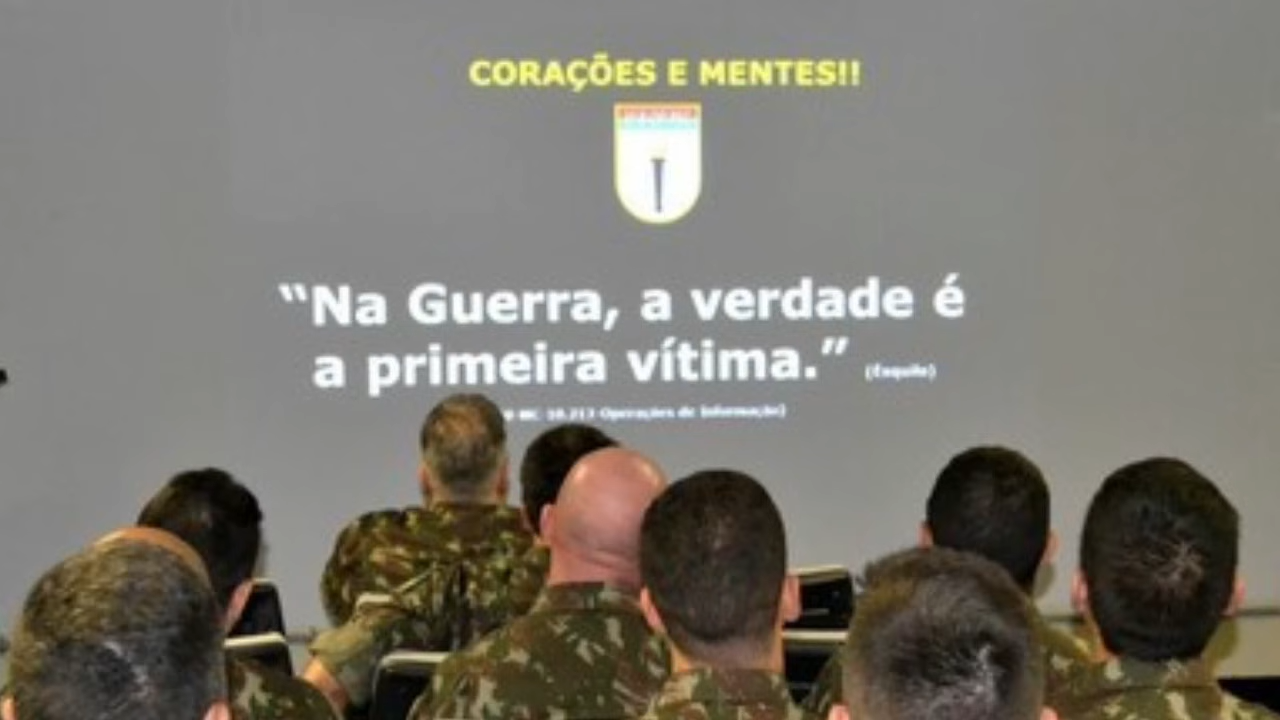 CORAÇÕES E MENTES!!
“Na Guerra, a verdade é
a primeira vítima.” (Ésquilo)
MC 10.213 Operações de Informação)